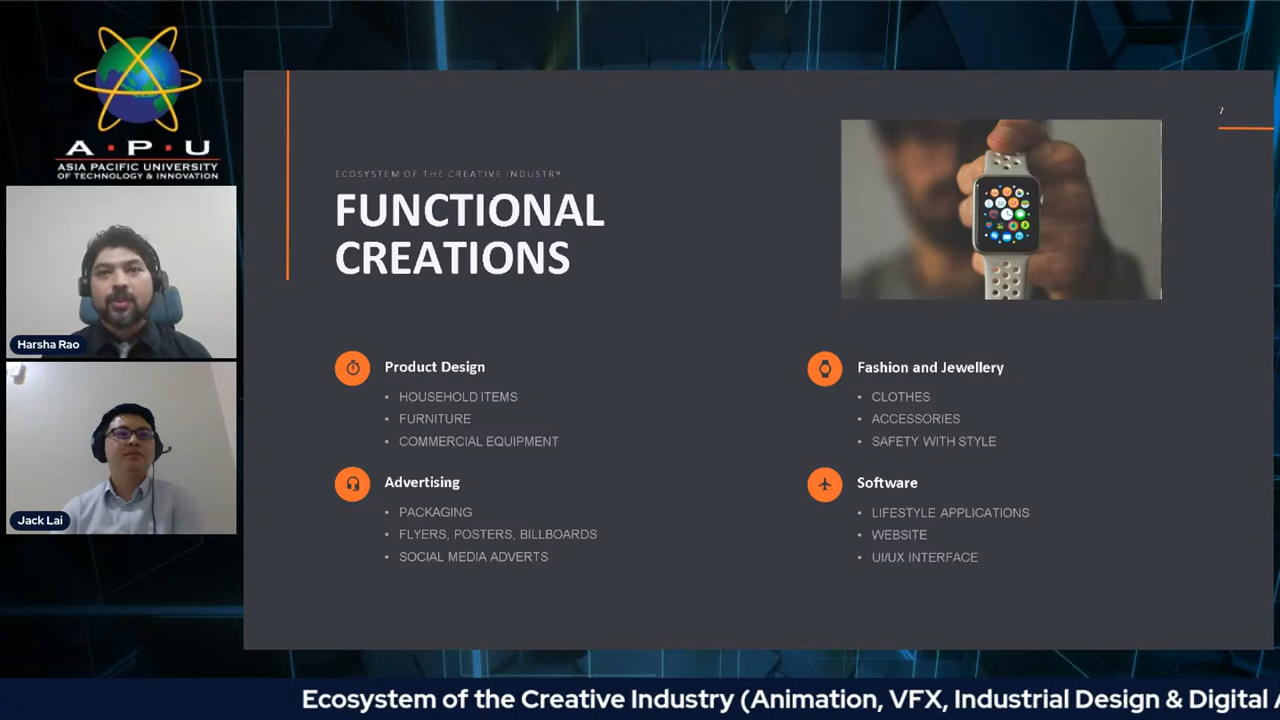 A·P·U
ASIA PACIFIC UNIVERSITY
OF TECHNOLOGY & INNOVATION
Harsha Rao
Jack Lai
7
ECOSYSTEM OF THE CREATIVE INDUSTRY
FUNCTIONAL
CREATIONS
Product Design
• HOUSEHOLD ITEMS
• FURNITURE
• COMMERCIAL EQUIPMENT
Advertising
• PACKAGING
• FLYERS, POSTERS, BILLBOARDS
• SOCIAL MEDIA ADVERTS
Fashion and Jewellery
• CLOTHES
• ACCESSORIES
• SAFETY WITH STYLE
Software
• LIFESTYLE APPLICATIONS
• WEBSITE
• UI/UX INTERFACE
Ecosystem of the Creative Industry (Animation, VFX, Industrial Design & Digital